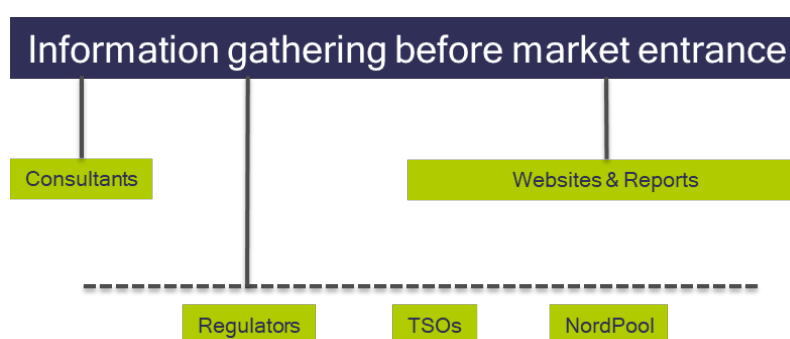 Information gathering before market entrance
Consultants
Websites & Reports
Regulators
TSOs
NordPool